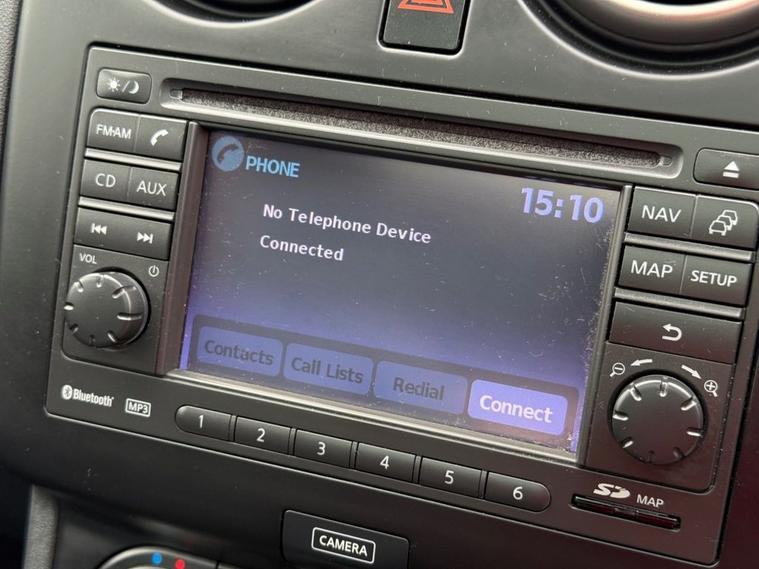 FM·AM
CD AUX
VOL
PHONE
15:10
No Telephone Device
Connected
Contacts
Call Lists
Redial
Connect
NAV
MAP SETUP
Bluetooth®
MP3
1 2 3 4 5 6
SD MAP
CAMERA